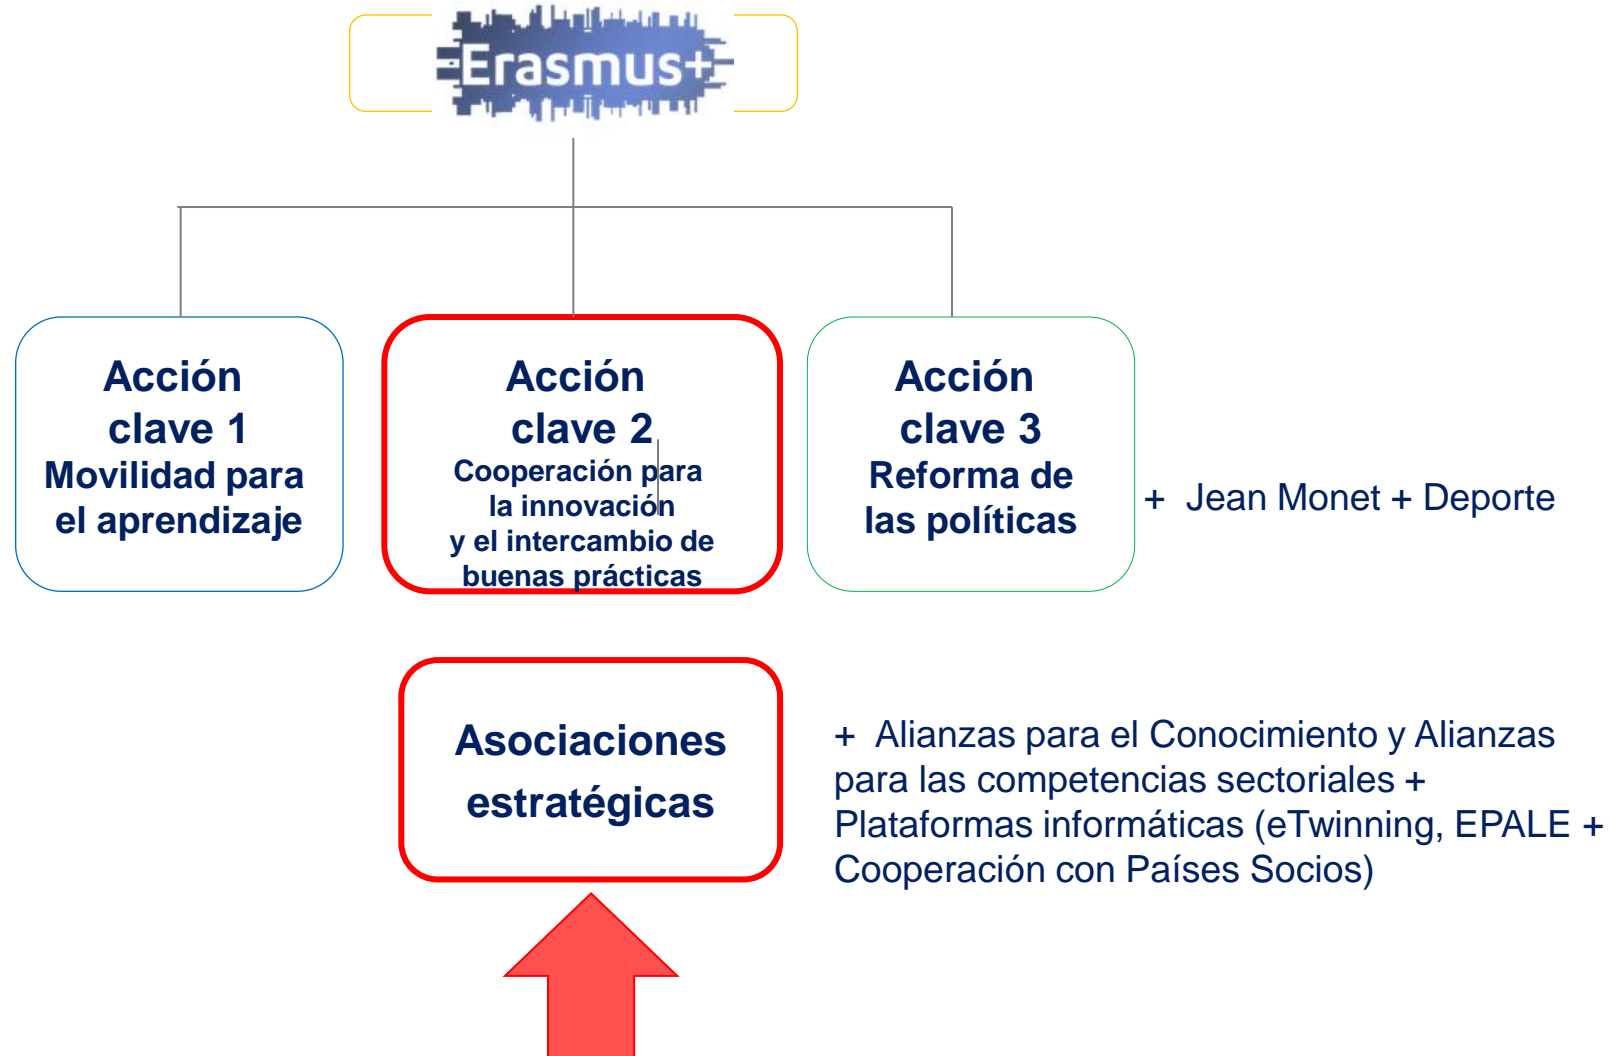 Erasmus+
Acción
clave 1
Movilidad para
el aprendizaje
Acción
clave 2
Cooperación para
la innovación
y el intercambio de
buenas prácticas
Acción
clave 3
Reforma de
las políticas
+ Jean Monet + Deporte
Asociaciones
estratégicas
+ Alianzas para el Conocimiento y Alianzas
para las competencias sectoriales +
Plataformas informáticas (eTwinning, EPALE +
Cooperación con Países Socios)